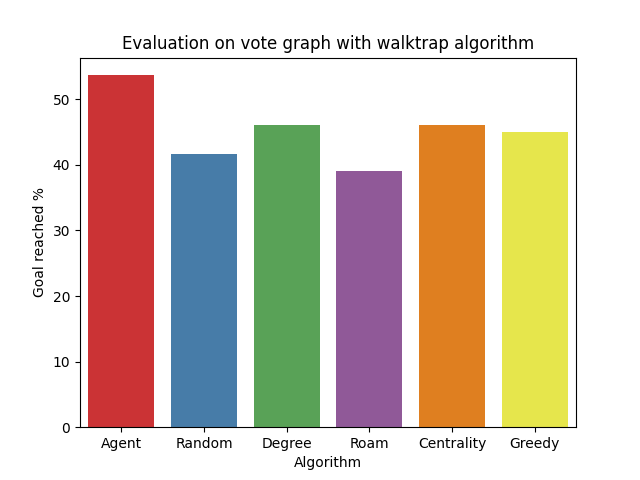 Evaluation on vote graph with walktrap algorithm
Goal reached %
50
40
30
20
10
0
Agent Random Degree Roam Centrality Greedy
Algorithm